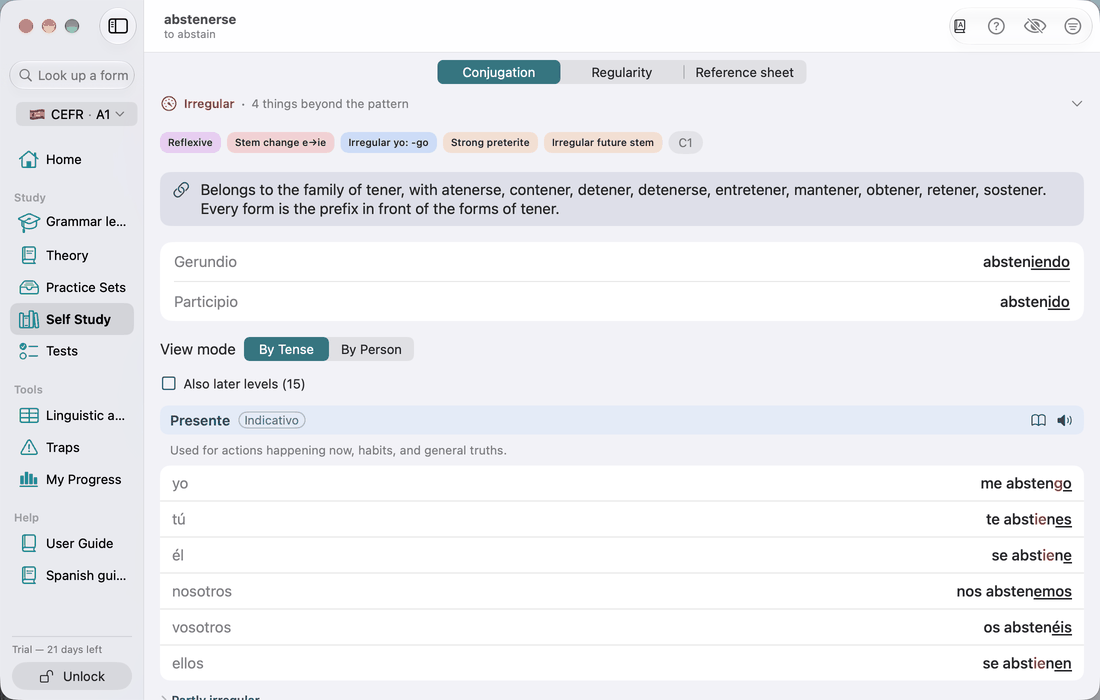 abstenerse
to abstain
Look up a form
CEFR · A1
Home
Study
Grammar le...
Theory
Practice Sets
Self Study
Tests
Tools
Linguistic a...
Traps
My Progress
Help
User Guide
Spanish gui...
Trial — 21 days left
Unlock
Conjugation Regularity Reference sheet
Irregular · 4 things beyond the pattern
Reflexive Stem change e→ie Irregular yo: -go Strong preterite Irregular future stem C1
Belongs to the family of tener, with atenerse, contener, detener, detenerse, entretener, mantener, obtener, retener, sostener.
Every form is the prefix in front of the forms of tener.
Gerundio absteniendo
Participio abstenido
View mode By Tense By Person
Also later levels (15)
Presente Indicativo
Used for actions happening now, habits, and general truths.
yo me abstengo
tú te abstienes
él se abstiene
nosotros nos abstenemos
vosotros os abstenéis
ellos se abstienen
Partly irregular